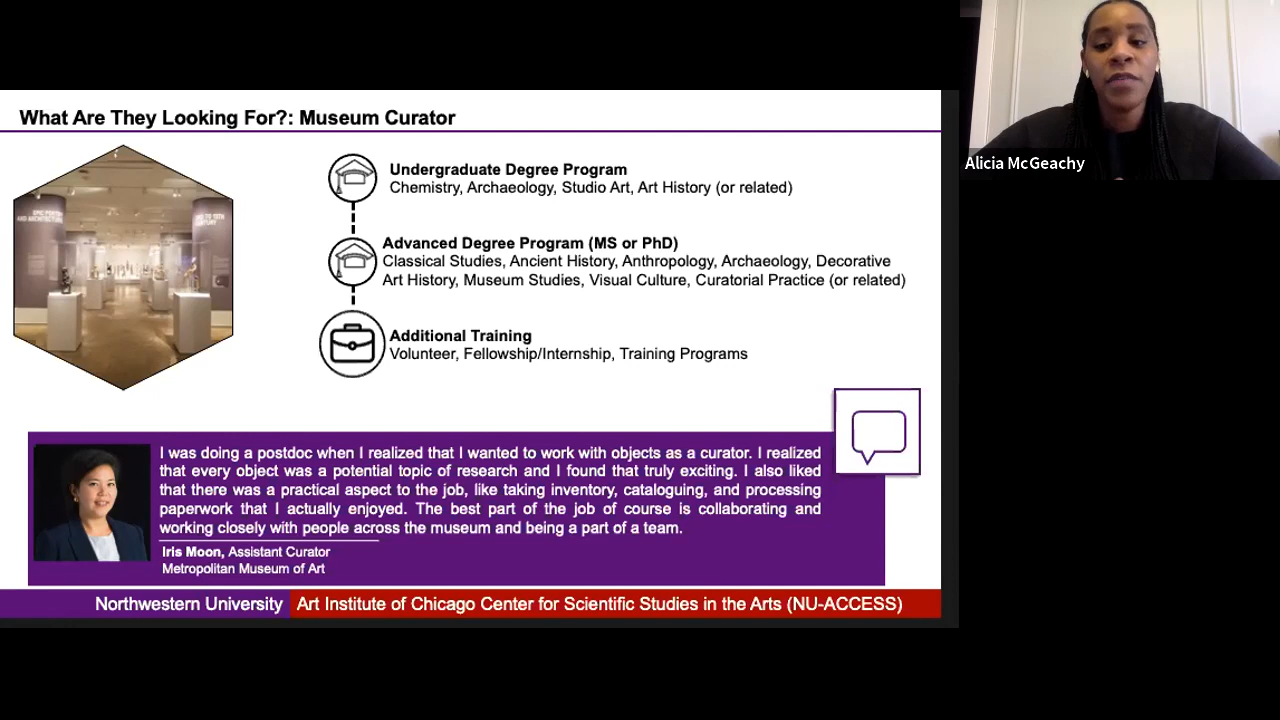 What Are They Looking For?: Museum Curator
Undergraduate Degree Program
Chemistry, Archaeology, Studio Art, Art History (or related)
Advanced Degree Program (MS or PhD)
Classical Studies, Ancient History, Anthropology, Archaeology, Decorative
Art History, Museum Studies, Visual Culture, Curatorial Practice (or related)
Additional Training
Volunteer, Fellowship/Internship, Training Programs
I was doing a postdoc when I realized that I wanted to work with objects as a curator. I realized
that every object was a potential topic of research and I found that truly exciting. I also liked
that there was a practical aspect to the job, like taking inventory, cataloguing, and processing
paperwork that I actually enjoyed. The best part of the job of course is collaborating and
working closely with people across the museum and being a part of a team.
Iris Moon, Assistant Curator
Metropolitan Museum of Art
Northwestern University Art Institute of Chicago Center for Scientific Studies in the Arts (NU-ACCESS)
Alicia McGeachy